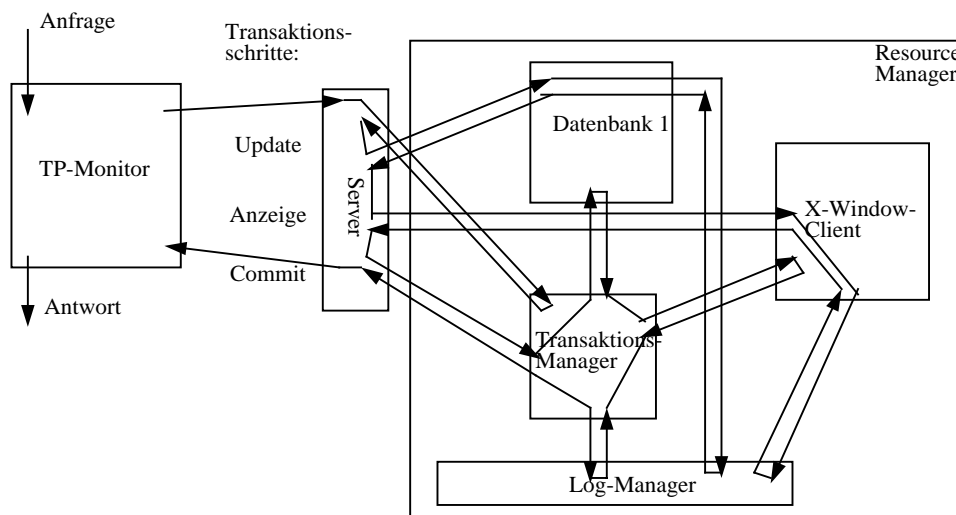 Anfrage
Transaktions-
schritte:
Resource
Manager
Datenbank 1
Update
TP-Monitor
Server
Anzeige
X-Window-
Client
Commit
Antwort
Transaktions-
Manager
Log-Manager